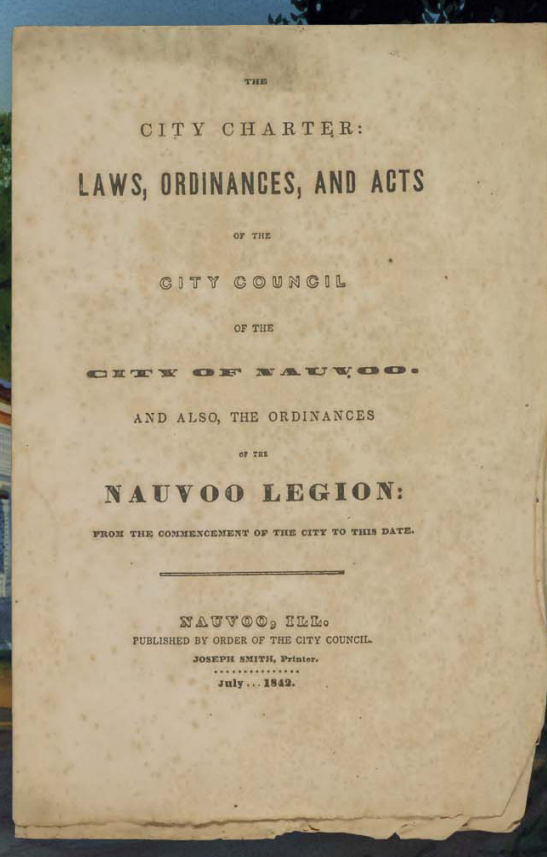 THE
CITY CHARTER:
LAWS, ORDINANCES, AND ACTS
OF THE
CITY COUNCIL
OF THE
CITY OF NAUVOO.
AND ALSO, THE ORDINANCES
OF THE
NAUVOO LEGION:
FROM THE COMMENCEMENT OF THE CITY TO THIS DATE.
NAUVOO, ILL.
PUBLISHED BY ORDER OF THE CITY COUNCIL.
JOSEPH SMITH, Printer.
July...1842.